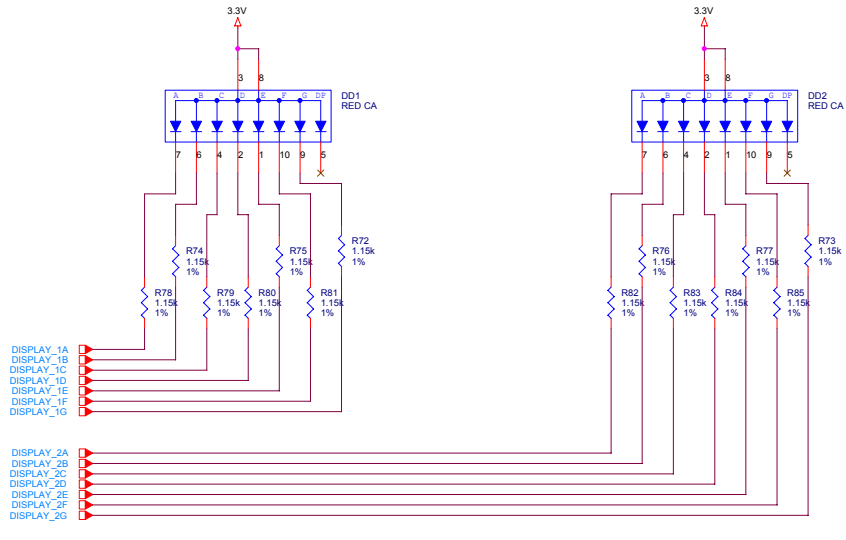 3.3V
3.3V
3 8
3 8
A B C D E F G DP
DD1
RED CA
A B C D E F G DP
DD2
RED CA
7 6 4 2 1 10 9 5
7 6 4 2 1 10 9 5
R74
1.15k
1%
R75
1.15k
1%
R72
1.15k
1%
R76
1.15k
1%
R77
1.15k
1%
R73
1.15k
1%
R78
1.15k
1%
R79
1.15k
1%
R80
1.15k
1%
R81
1.15k
1%
R82
1.15k
1%
R83
1.15k
1%
R84
1.15k
1%
R85
1.15k
1%
DISPLAY_1A
DISPLAY_1B
DISPLAY_1C
DISPLAY_1D
DISPLAY_1E
DISPLAY_1F
DISPLAY_1G
DISPLAY_2A
DISPLAY_2B
DISPLAY_2C
DISPLAY_2D
DISPLAY_2E
DISPLAY_2F
DISPLAY_2G